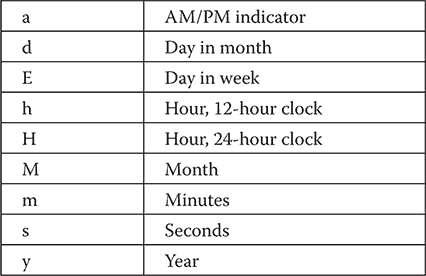 a AM/PM indicator
d Day in month
E Day in week
h Hour, 12-hour clock
H Hour, 24-hour clock
M Month
m Minutes
s Seconds
y Year